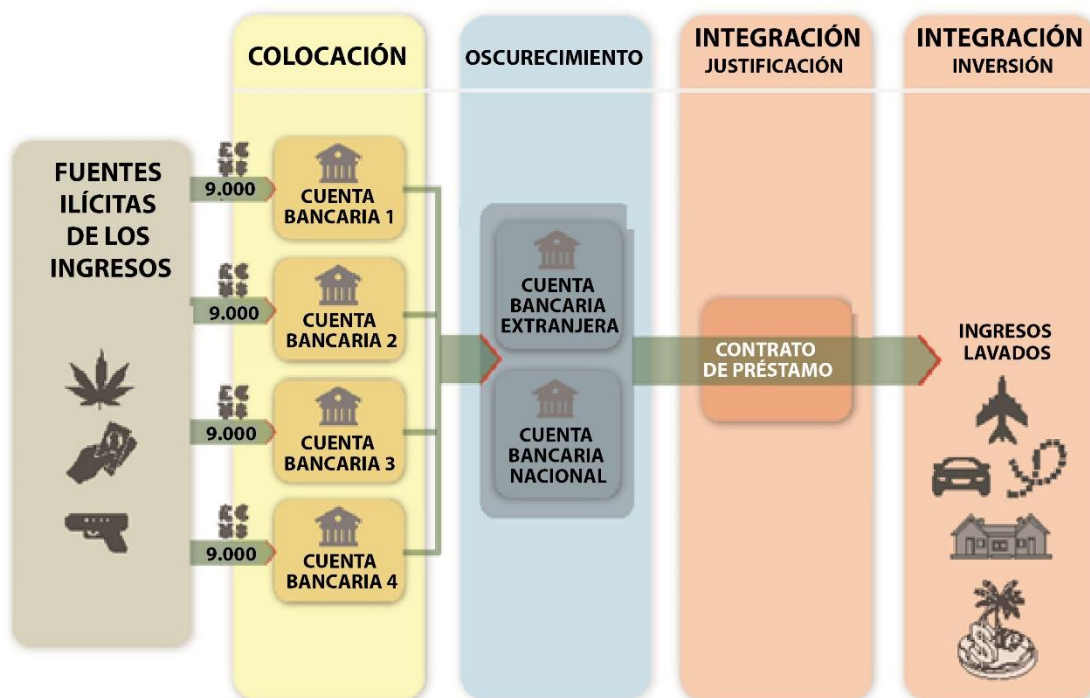 COLOCACIÓN
OSCURECIMIENTO
INTEGRACIÓN
JUSTIFICACIÓN
INTEGRACIÓN
INVERSIÓN
FUENTES
ILÍCITAS
DE LOS
INGRESOS
£€
¥$
9.000
CUENTA
BANCARIA 1
£€
¥$
9.000
CUENTA
BANCARIA 2
£€
¥$
9.000
CUENTA
BANCARIA 3
£€
¥$
9.000
CUENTA
BANCARIA 4
CUENTA
BANCARIA
EXTRANJERA
CUENTA
BANCARIA
NACIONAL
CONTRATO
DE PRÉSTAMO
INGRESOS
LAVADOS
$